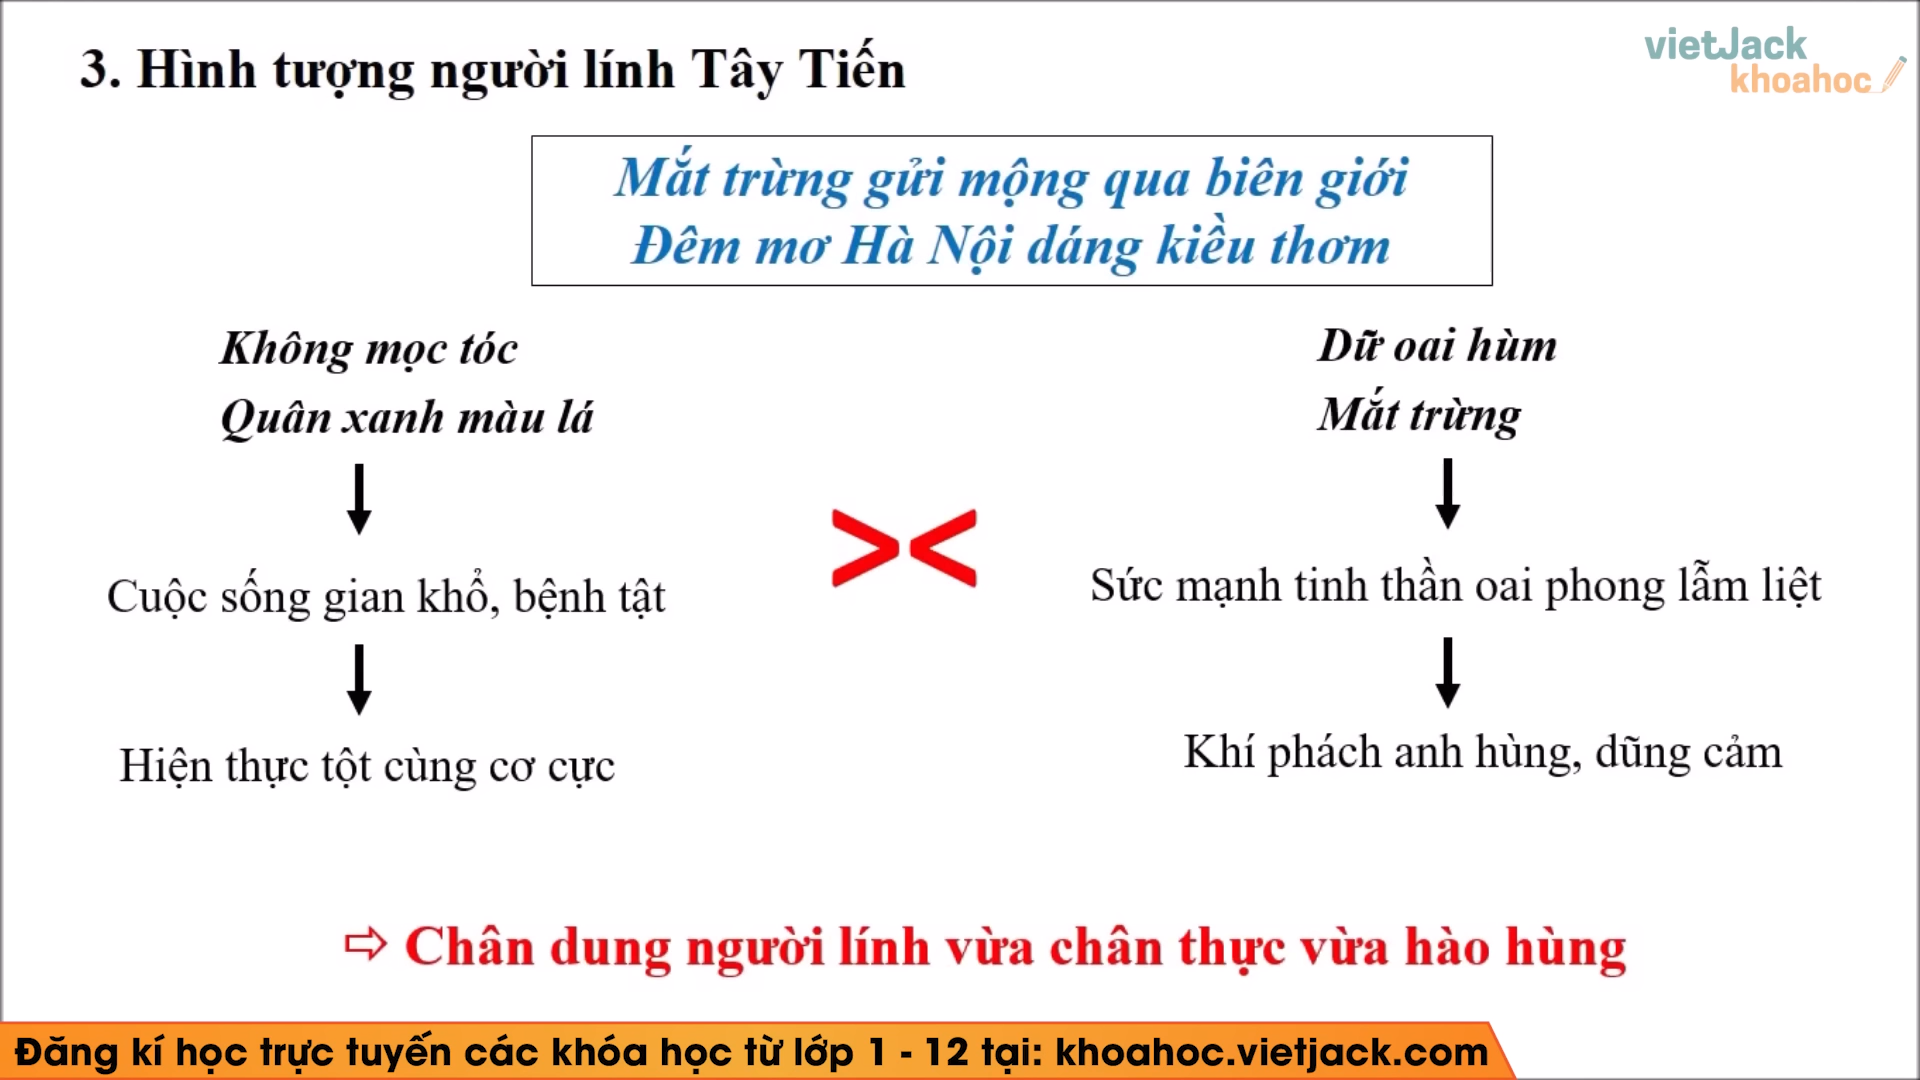 3. Hình tượng người lính Tây Tiến
vietJack
khoahoc
Mắt trừng gửi mộng qua biên giới
Đêm mơ Hà Nội dáng kiều thơm
Không mọc tóc
Quân xanh màu lá
Dữ oai hùm
Mắt trừng
><
Cuộc sống gian khổ, bệnh tật
Sức mạnh tinh thần oai phong lẫm liệt
Hiện thực tột cùng cơ cực
Khí phách anh hùng, dũng cảm
⇨ Chân dung người lính vừa chân thực vừa hào hùng
Đăng kí học trực tuyến các khóa học từ lớp 1 - 12 tại: khoahoc.vietjack.com